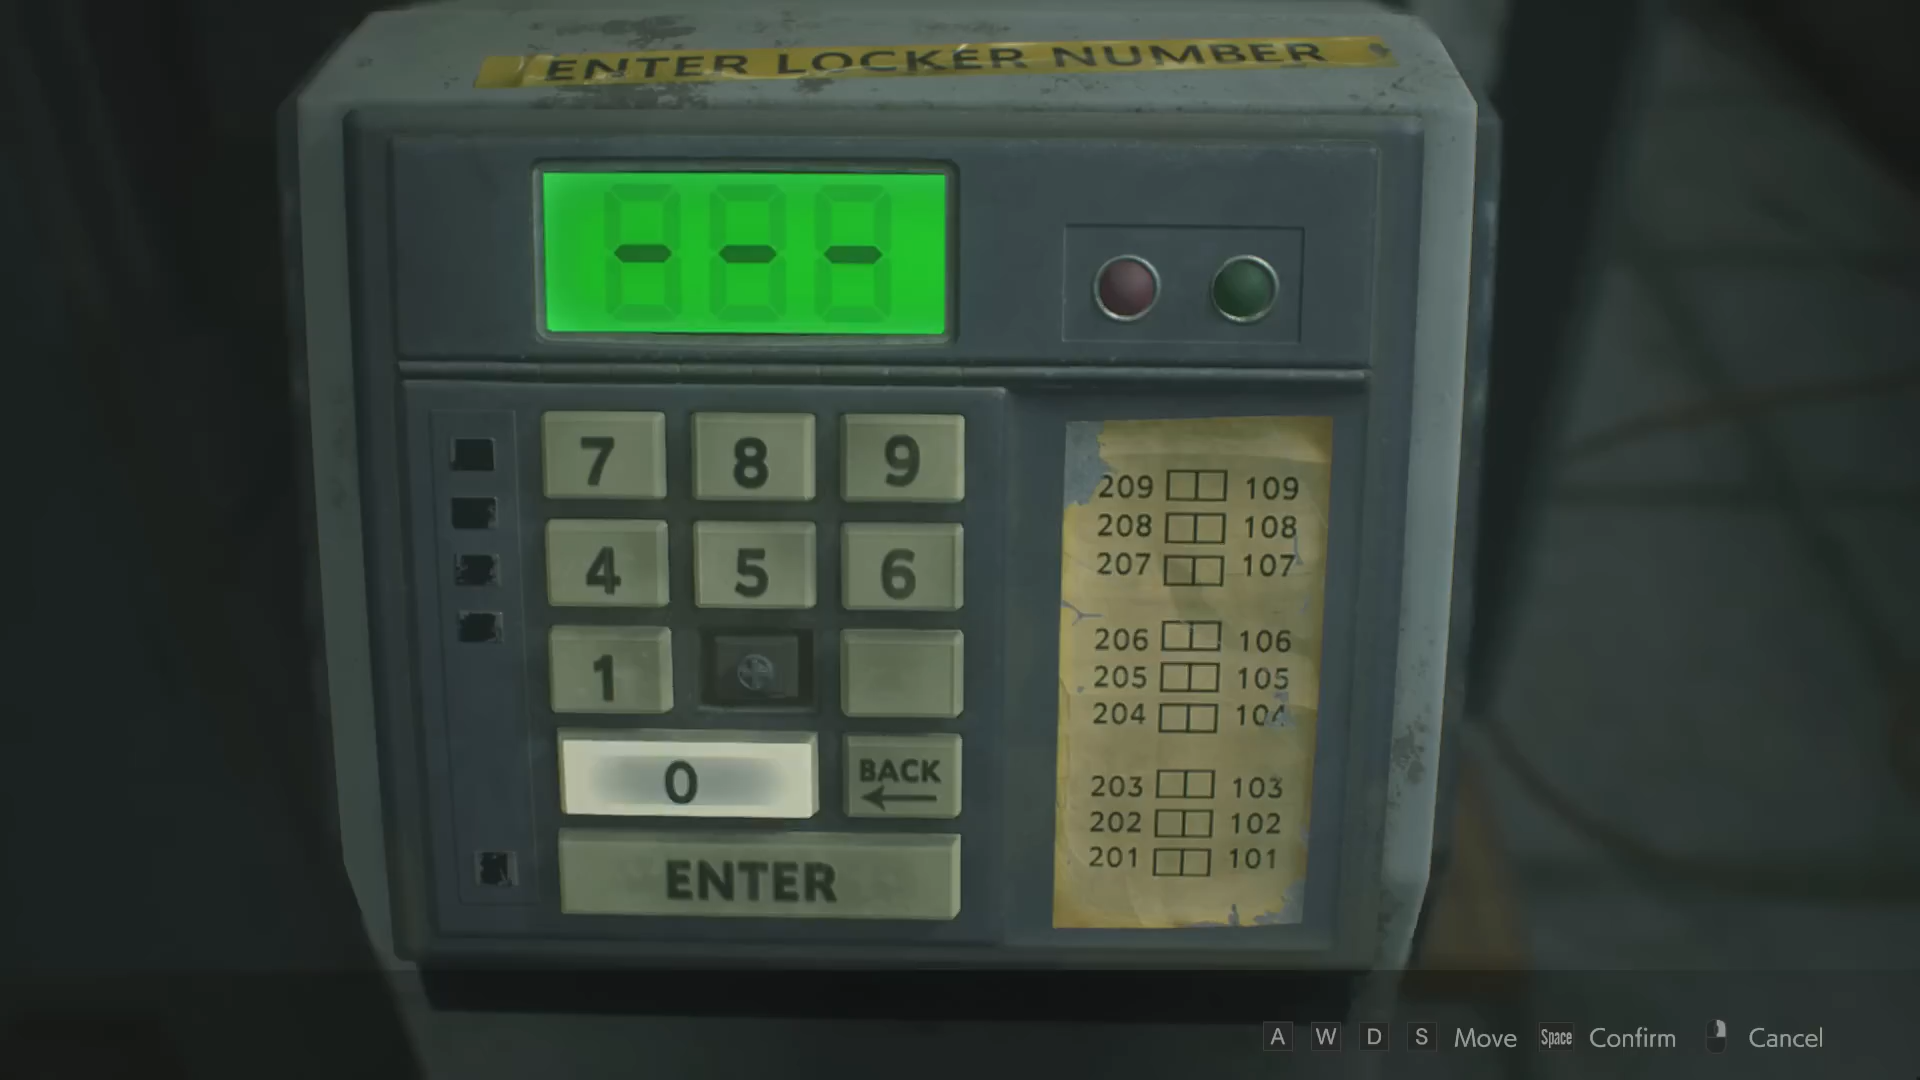 ENTER LOCKER NUMBER
7 8 9
4 5 6
1
0 BACK
ENTER
209 109
208 108
207 107
206 106
205 105
204 104
203 103
202 102
201 101
A W D S Move Space Confirm Cancel